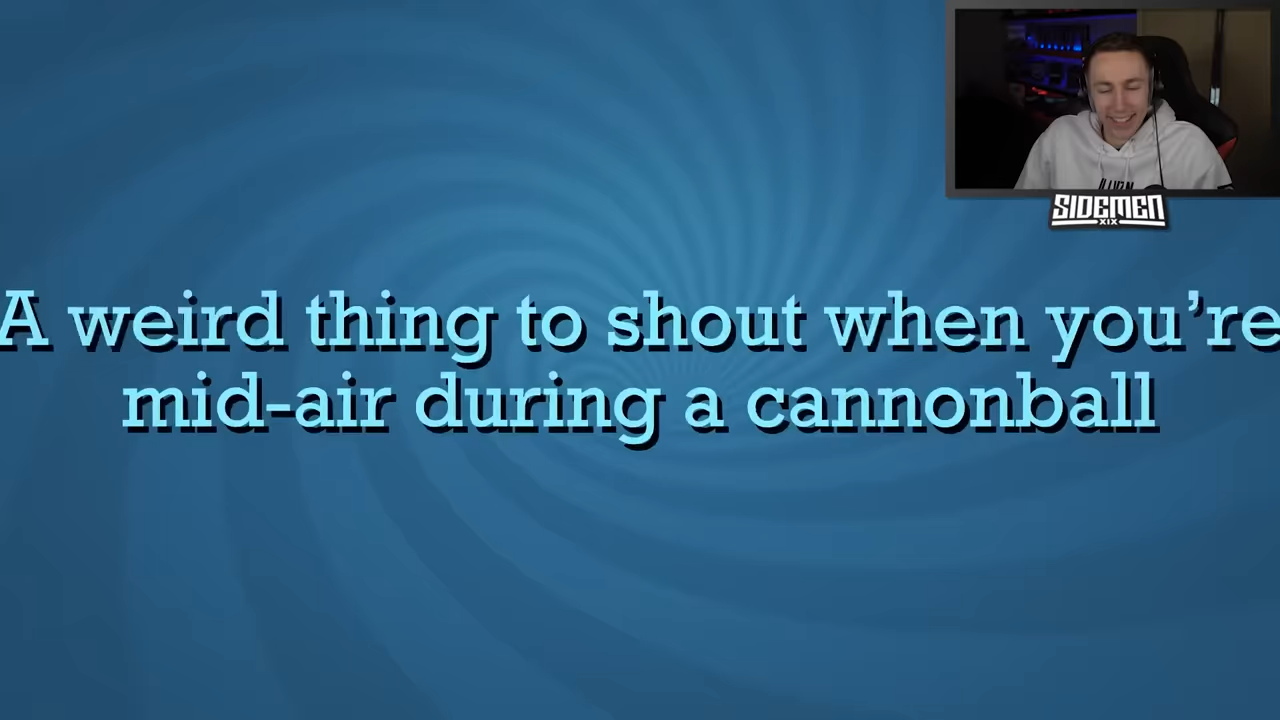 SIDEMEN
XIX
A weird thing to shout when you’re
mid-air during a cannonball